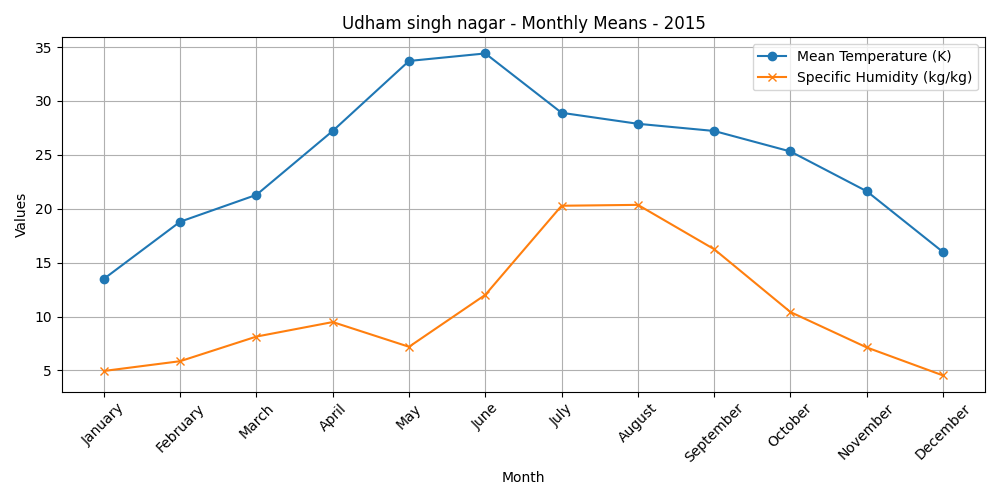 Udham singh nagar - Monthly Means - 2015
Mean Temperature (K)
Specific Humidity (kg/kg)
Values
35
30
25
20
15
10
5
January
February
March
April
May
June
July
August
September
October
November
December
Month